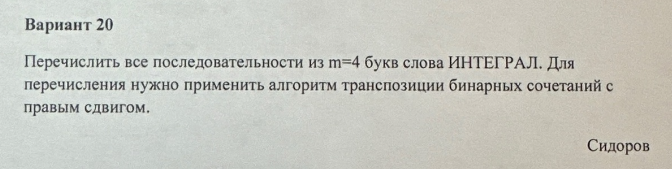 Вариант 20
Перечислить все последовательности из m=4 букв слова ИНТЕГРАЛ. Для
перечисления нужно применить алгоритм транспозиции бинарных сочетаний с
правым сдвигом.
Сидоров